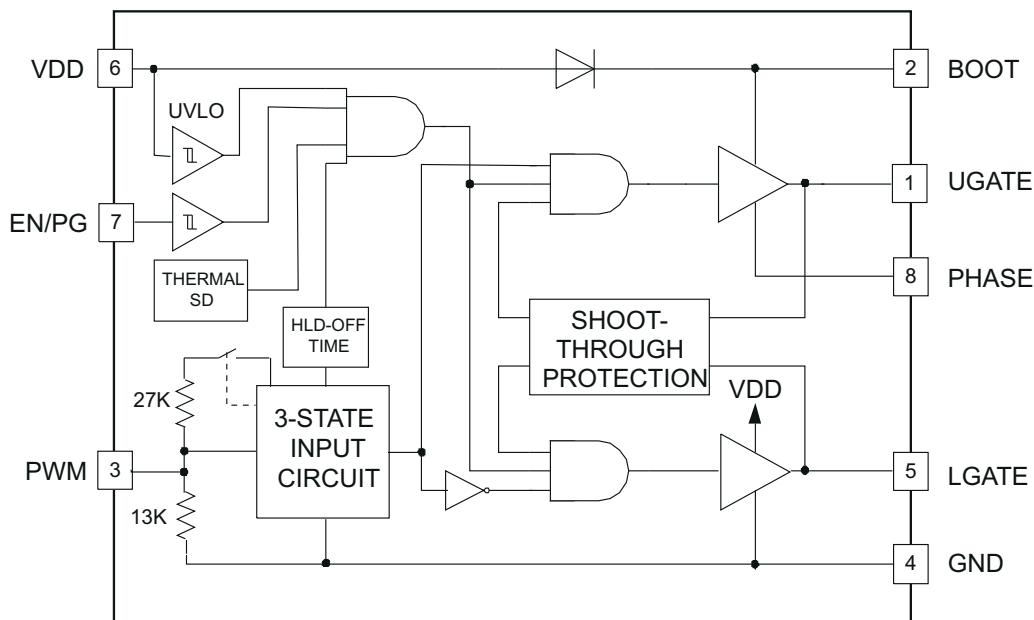 VDD 6
2 BOOT
UVLO
1 UGATE
EN/PG 7
THERMAL
SD
8 PHASE
HLD-OFF
TIME
SHOOT-
THROUGH
PROTECTION
27K
VDD
3-STATE
INPUT
CIRCUIT
PWM 3
5 LGATE
13K
4 GND